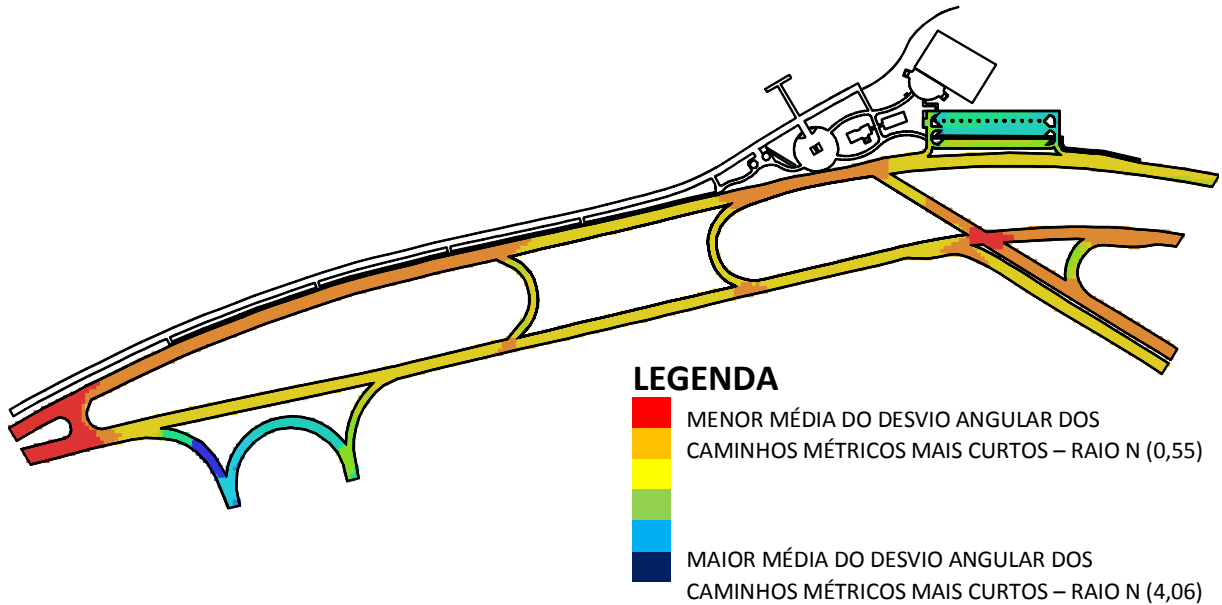 LEGENDA
MENOR MÉDIA DO DESVIO ANGULAR DOS
CAMINHOS MÉTRICOS MAIS CURTOS – RAIO N (0,55)
MAIOR MÉDIA DO DESVIO ANGULAR DOS
CAMINHOS MÉTRICOS MAIS CURTOS – RAIO N (4,06)